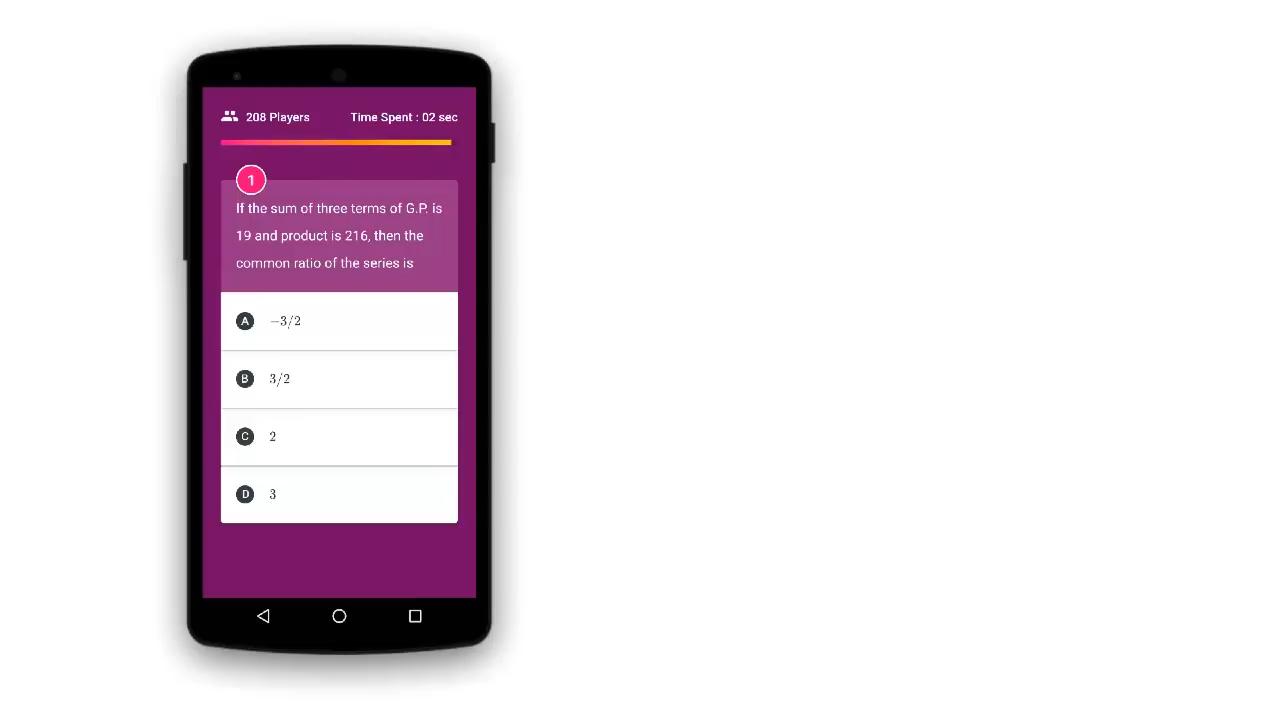 208 Players Time Spent : 02 sec
1
If the sum of three terms of G.P. is
19 and product is 216, then the
common ratio of the series is
A −3/2
B 3/2
C 2
D 3